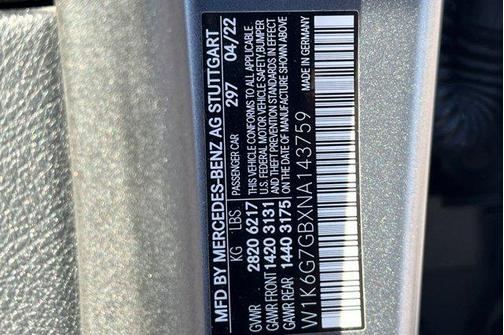 MFD BY MERCEDES-BENZ AG STUTTGART
KG LBS PASSENGER CAR 297 04/22
GVWR 2820 6217 THIS VEHICLE CONFORMS TO ALL APPLICABLE
GAWR FRONT 1420 3131 U.S. FEDERAL MOTOR VEHICLE SAFETY, BUMPER
GAWR REAR 1440 3175 AND THEFT PREVENTION STANDARDS IN EFFECT
ON THE DATE OF MANUFACTURE SHOWN ABOVE
W1K6G7GBXNA143759 MADE IN GERMANY